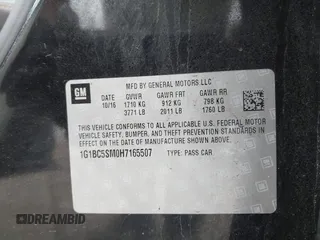 MFD BY GENERAL MOTORS LLC
GM
DATE GVWR GAWR FRT GAWR RR
10/16 1710 KG 912 KG 798 KG
3771 LB 2011 LB 1760 LB
THIS VEHICLE CONFORMS TO ALL APPLICABLE U.S. FEDERAL MOTOR
VEHICLE SAFETY, BUMPER, AND THEFT PREVENTION STANDARDS
IN EFFECT ON THE DATE OF MANUFACTURE SHOWN ABOVE.
1G1BC5SM0H7165507 TYPE: PASS CAR
DREAMBID